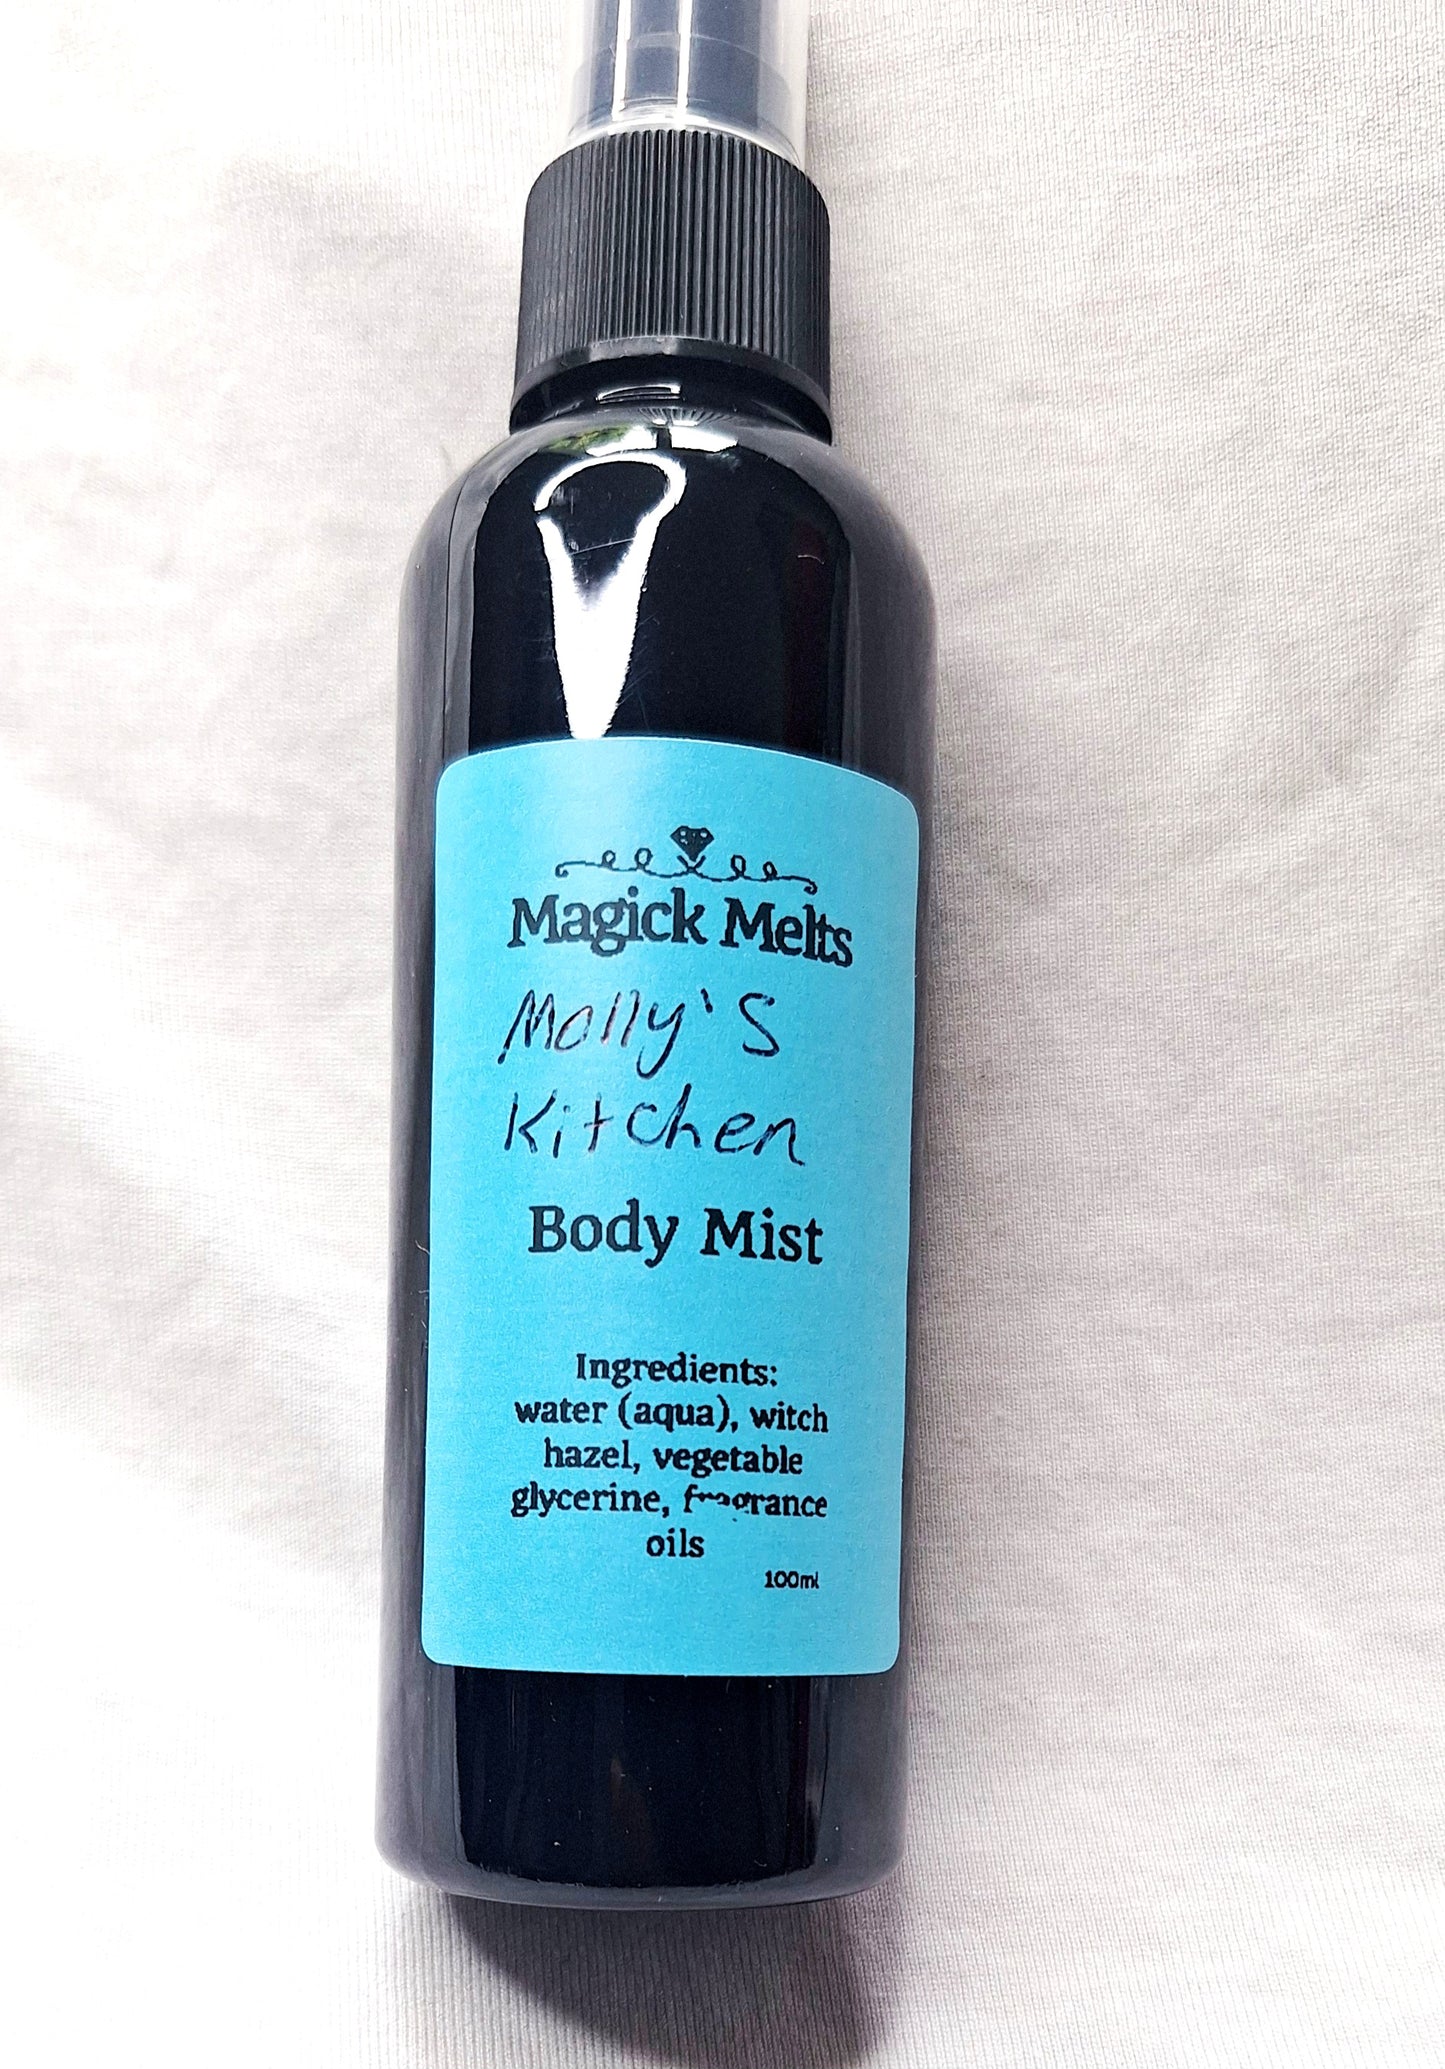 Magick Melts
Molly's
Kitchen
Body Mist
Ingredients:
water (aqua), witch
hazel, vegetable
glycerine, fragrance
oils
100ml